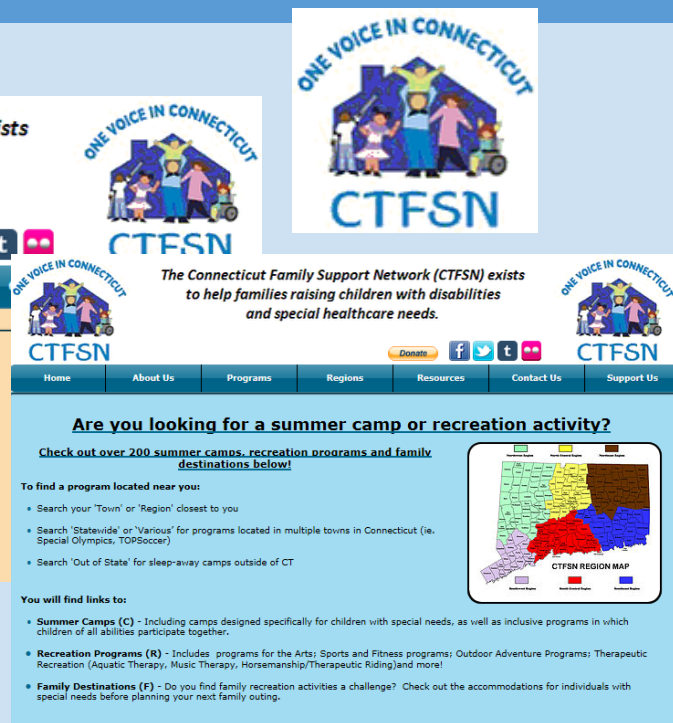 ONE VOICE IN CONNECTICUT
CTFSN
ists
ONE VOICE IN CONNECTICUT
CTFSN
t
ONE VOICE IN CONNECTICUT
CTFSN
The Connecticut Family Support Network (CTFSN) exists
to help families raising children with disabilities
and special healthcare needs.
Donate
f t
ONE VOICE IN CONNECTICUT
CTFSN
Home About Us Programs Regions Resources Contact Us Support Us
Are you looking for a summer camp or recreation activity?
Check out over 200 summer camps, recreation programs and family
destinations below!
To find a program located near you:
• Search your 'Town' or 'Region' closest to you
• Search 'Statewide' or 'Various' for programs located in multiple towns in Connecticut (ie.
Special Olympics, TOPSoccer)
• Search 'Out of State' for sleep-away camps outside of CT
CTFSN REGION MAP
You will find links to:
• Summer Camps (C) - Including camps designed specifically for children with special needs, as well as inclusive programs in which
children of all abilities participate together.
• Recreation Programs (R) - Includes programs for the Arts; Sports and Fitness programs; Outdoor Adventure Programs; Therapeutic
Recreation (Aquatic Therapy, Music Therapy, Horsemanship/Therapeutic Riding)and more!
• Family Destinations (F) - Do you find family recreation activities a challenge? Check out the accommodations for individuals with
special needs before planning your next family outing.